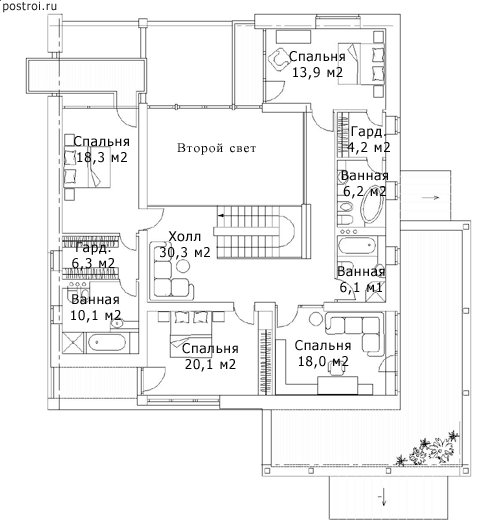 postroi.ru
Спальня
13,9 м2
Спальня
18,3 м2
Второй свет
Гард.
4,2 м2
Ванная
6,2 м2
Холл
30,3 м2
Гард.
6,3 м2
Ванная
10,1 м2
Ванная
6,1 м1
Спальня
20,1 м2
Спальня
18,0 м2